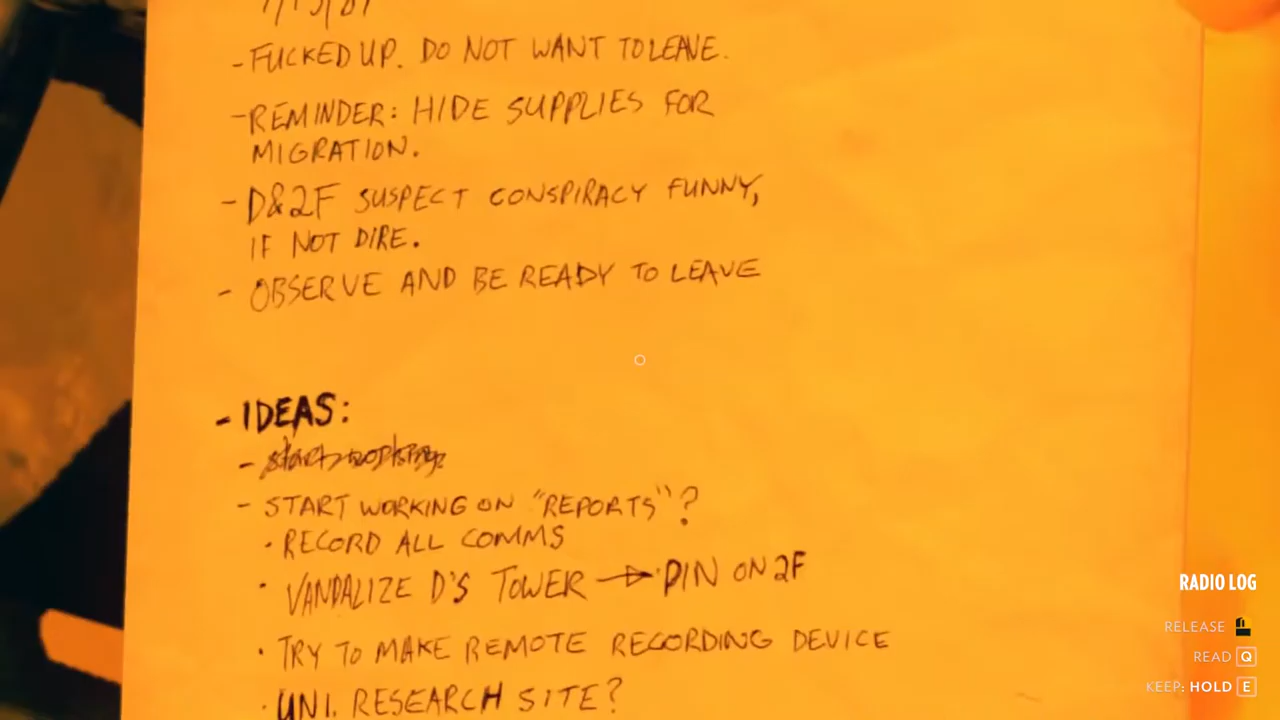 - FUCKED UP. DO NOT WANT TO LEAVE.
- REMINDER: HIDE SUPPLIES FOR
MIGRATION.
- D&2F SUSPECT CONSPIRACY FUNNY,
IF NOT DIRE.
- OBSERVE AND BE READY TO LEAVE
- IDEAS:
- START WORKING ON "REPORTS"?
· RECORD ALL COMMS
· VANDALIZE D'S TOWER → PIN ON 2F
· TRY TO MAKE REMOTE RECORDING DEVICE
· UNI. RESEARCH SITE?
RADIO LOG
RELEASE
READ Q
KEEP: HOLD E